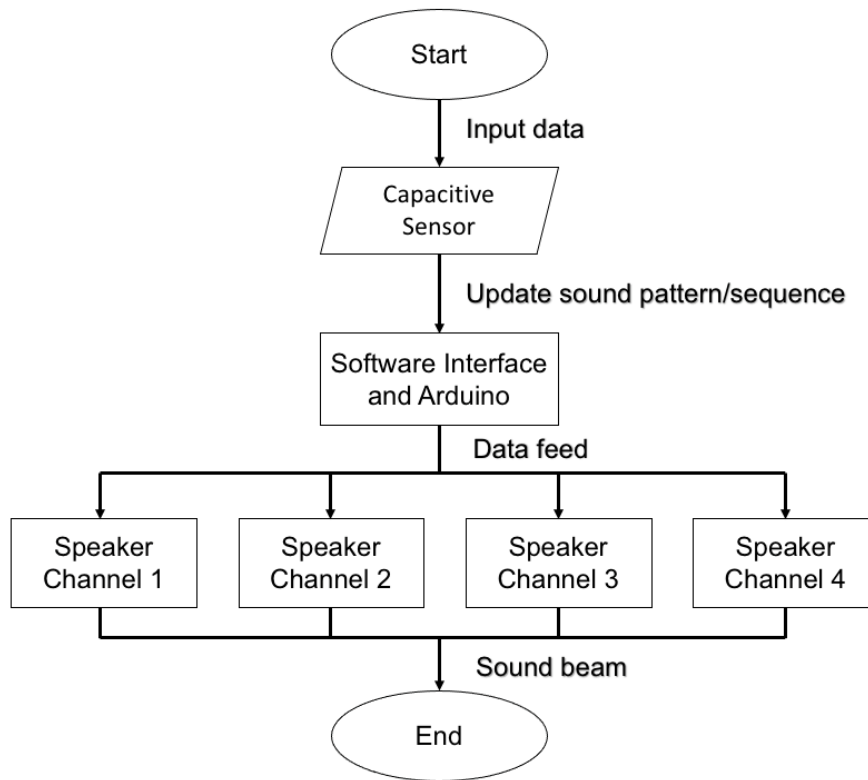 Start
Input data
Capacitive
Sensor
Update sound pattern/sequence
Software Interface
and Arduino
Data feed
Speaker
Channel 1
Speaker
Channel 2
Speaker
Channel 3
Speaker
Channel 4
Sound beam
End